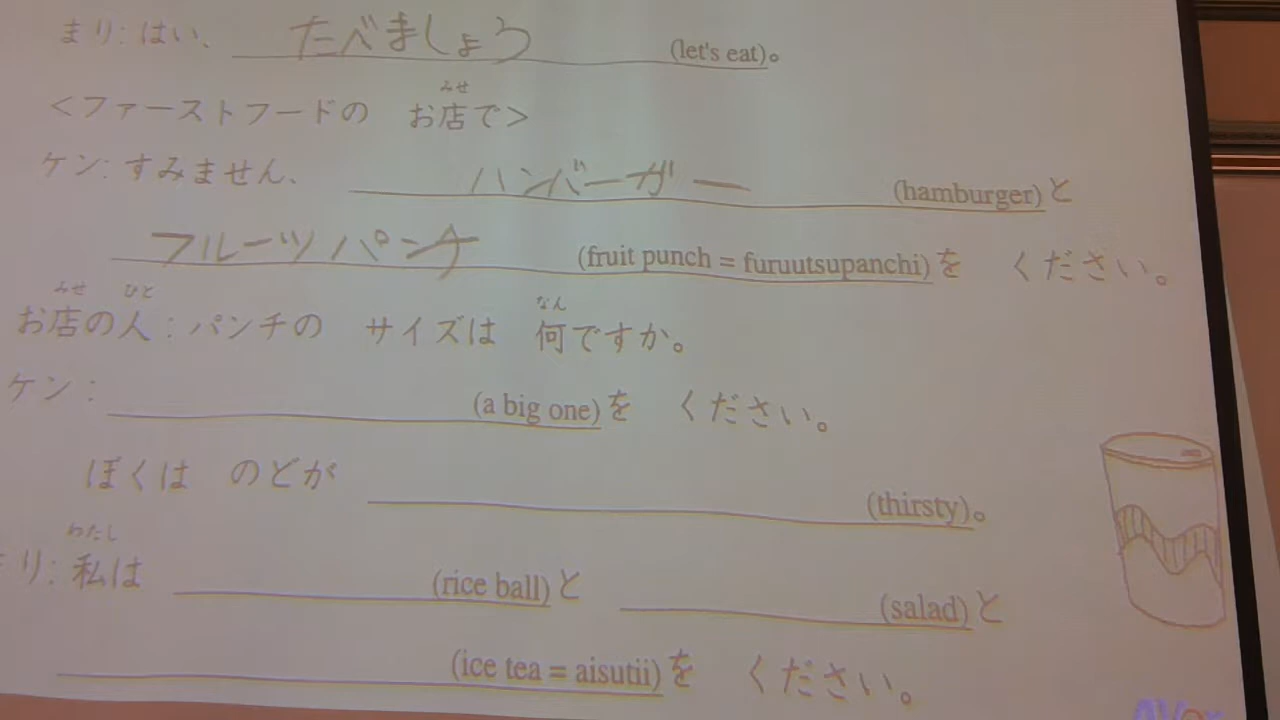 まり: はい、 たべましょう (let's eat)。
みせ
<ファーストフードの お店で>
ケン: すみません、 ハンバーガー (hamburger) と
フルーツパンチ (fruit punch = furuutsupanchi) を ください。
みせ ひと なん
お店の人: パンチの サイズは 何ですか。
ケン: (a big one) を ください。
ぼくは のどが (thirsty)。
わたし
り: 私は (rice ball) と (salad) と
(ice tea = aisutii) を ください。